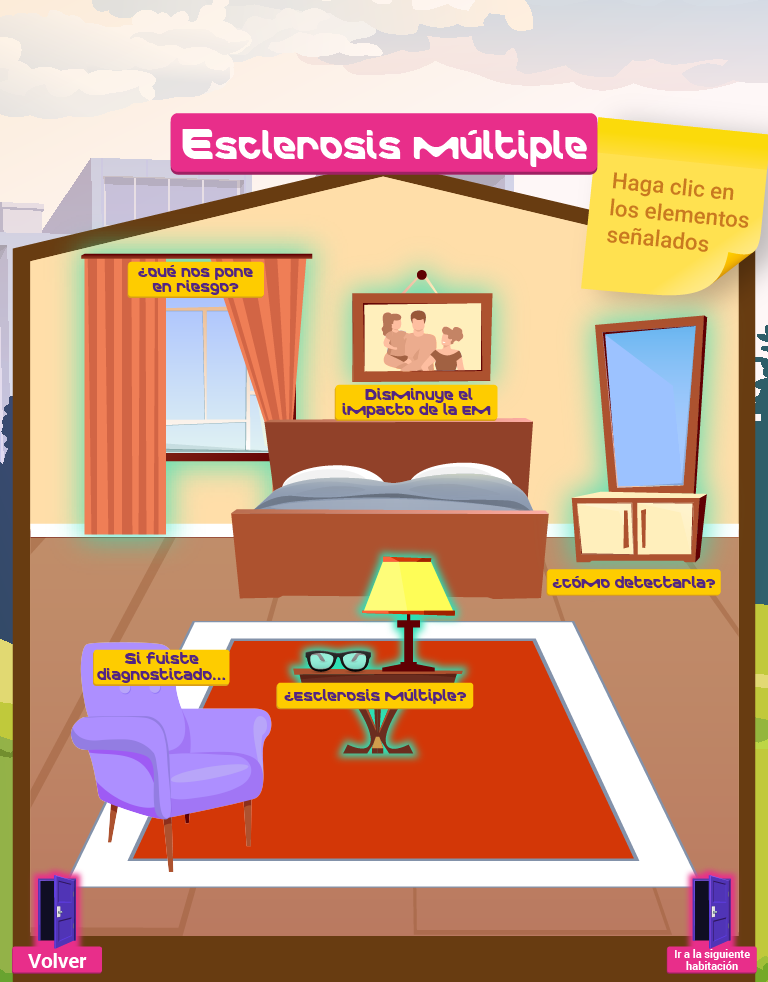 Esclerosis Múltiple
Haga clic en
los elementos
señalados
¿Qué nos pone
en riesgo?
Disminuye el
impacto de la EM
¿Cómo detectarla?
Si fuiste
diagnosticado...
¿Esclerosis Múltiple?
Volver
Ir a la siguiente
habitación